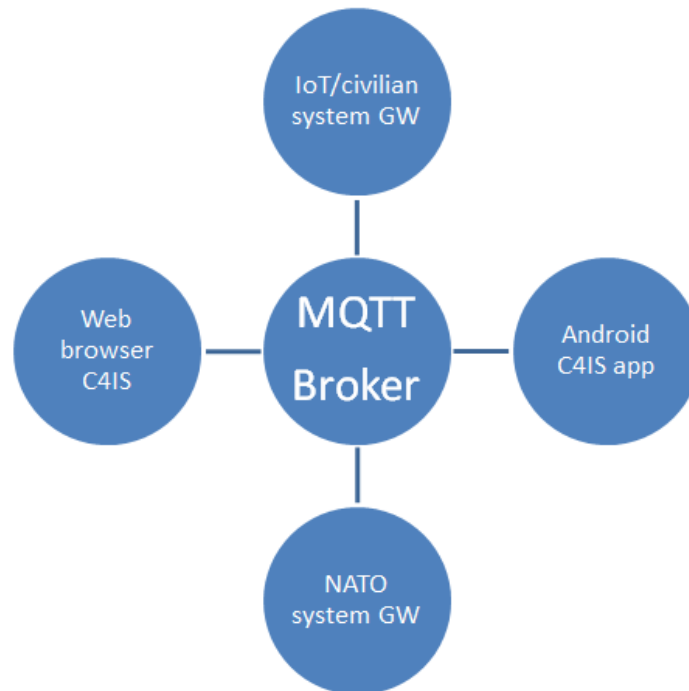 IoT/civilian
system GW
Web
browser
C4IS
MQTT
Broker
Android
C4IS app
NATO
system GW